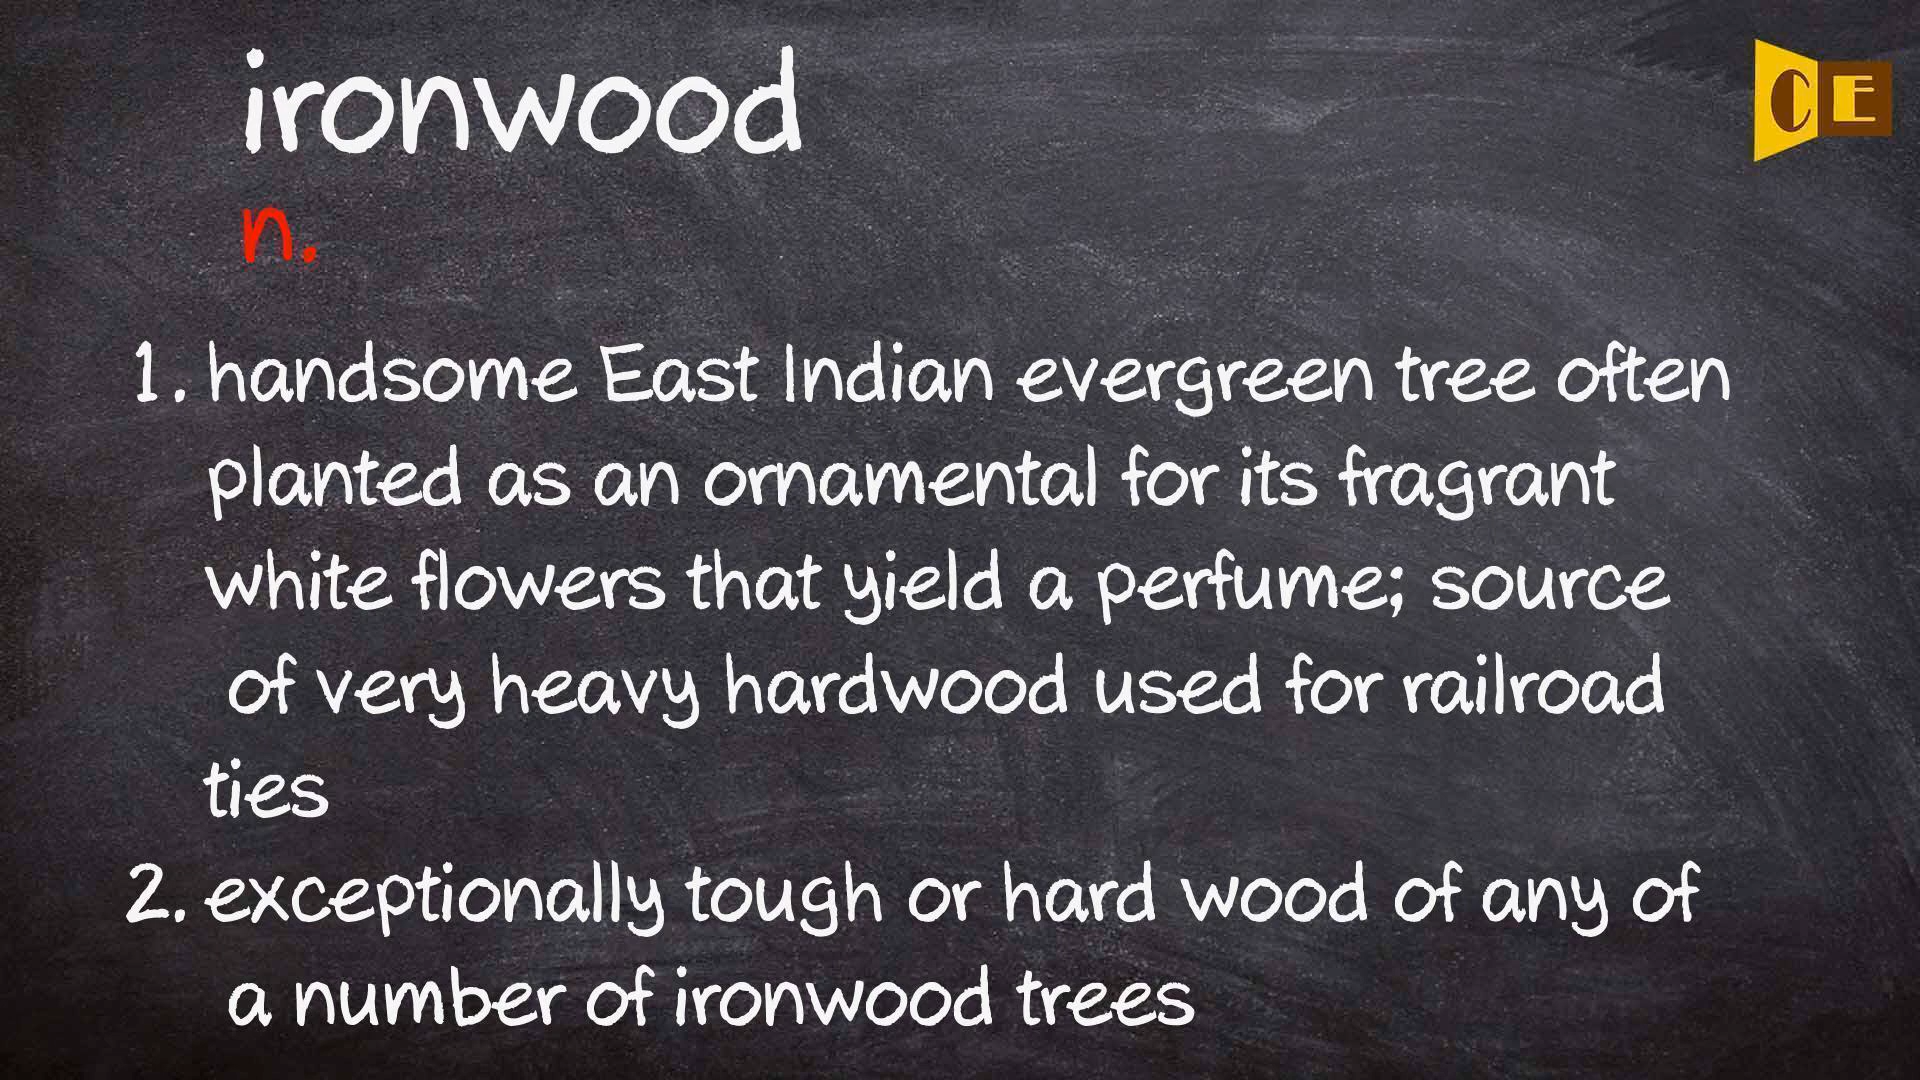 ironwood
CE
n.
1. handsome East Indian evergreen tree often
planted as an ornamental for its fragrant
white flowers that yield a perfume; source
of very heavy hardwood used for railroad
ties
2. exceptionally tough or hard wood of any of
a number of ironwood trees